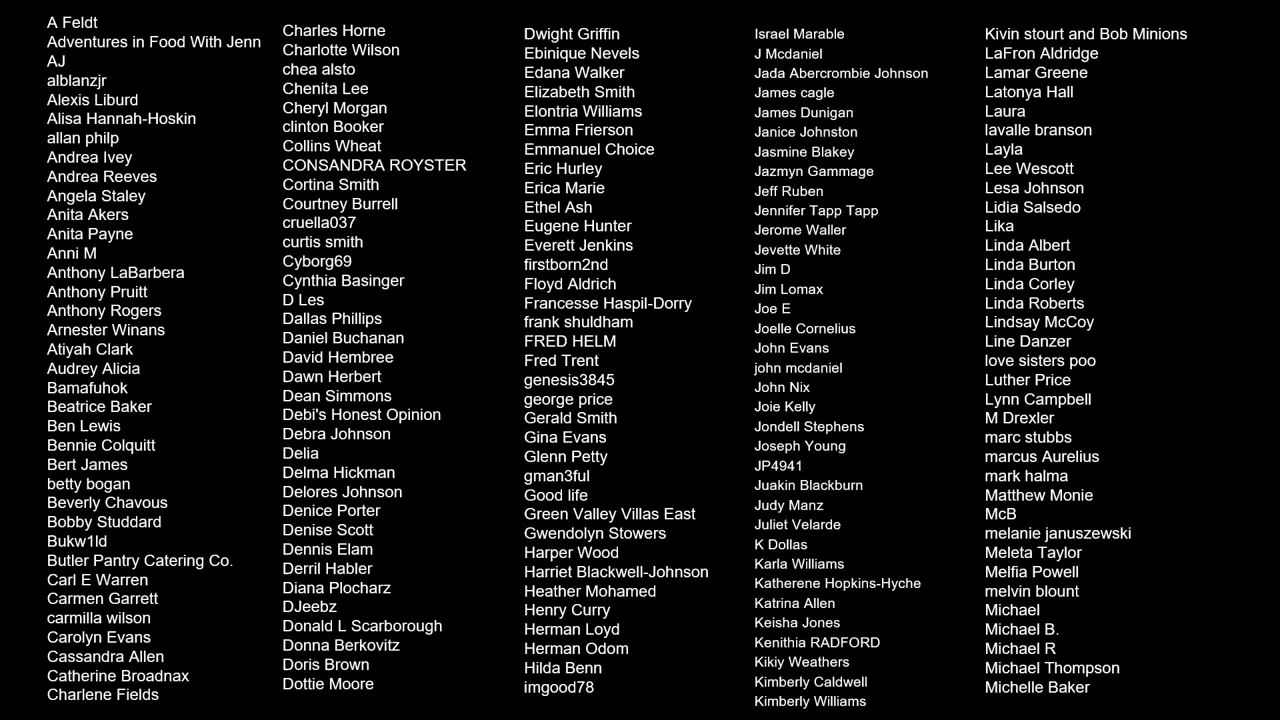 A Feldt
Adventures in Food With Jenn
AJ
alblanzjr
Alexis Liburd
Alisa Hannah-Hoskin
allan philp
Andrea Ivey
Andrea Reeves
Angela Staley
Anita Akers
Anita Payne
Anni M
Anthony LaBarbera
Anthony Pruitt
Anthony Rogers
Arnester Winans
Atiyah Clark
Audrey Alicia
Bamafuhok
Beatrice Baker
Ben Lewis
Bennie Colquitt
Bert James
betty bogan
Beverly Chavous
Bobby Studdard
Bukw1ld
Butler Pantry Catering Co.
Carl E Warren
Carmen Garrett
carmilla wilson
Carolyn Evans
Cassandra Allen
Catherine Broadnax
Charlene Fields
Charles Horne
Charlotte Wilson
chea alsto
Chenita Lee
Cheryl Morgan
clinton Booker
Collins Wheat
CONSANDRA ROYSTER
Cortina Smith
Courtney Burrell
cruella037
curtis smith
Cyborg69
Cynthia Basinger
D Les
Dallas Phillips
Daniel Buchanan
David Hembree
Dawn Herbert
Dean Simmons
Debi's Honest Opinion
Debra Johnson
Delia
Delma Hickman
Delores Johnson
Denice Porter
Denise Scott
Dennis Elam
Derril Habler
Diana Plocharz
DJeebz
Donald L Scarborough
Donna Berkovitz
Doris Brown
Dottie Moore
Dwight Griffin
Ebinique Nevels
Edana Walker
Elizabeth Smith
Elontria Williams
Emma Frierson
Emmanuel Choice
Eric Hurley
Erica Marie
Ethel Ash
Eugene Hunter
Everett Jenkins
firstborn2nd
Floyd Aldrich
Francesse Haspil-Dorry
frank shuldham
FRED HELM
Fred Trent
genesis3845
george price
Gerald Smith
Gina Evans
Glenn Petty
gman3ful
Good life
Green Valley Villas East
Gwendolyn Stowers
Harper Wood
Harriet Blackwell-Johnson
Heather Mohamed
Henry Curry
Herman Loyd
Herman Odom
Hilda Benn
imgood78
Israel Marable
J Mcdaniel
Jada Abercrombie Johnson
James cagle
James Dunigan
Janice Johnston
Jasmine Blakey
Jazmyn Gammage
Jeff Ruben
Jennifer Tapp Tapp
Jerome Waller
Jevette White
Jim D
Jim Lomax
Joe E
Joelle Cornelius
John Evans
john mcdaniel
John Nix
Joie Kelly
Jondell Stephens
Joseph Young
JP4941
Juakin Blackburn
Judy Manz
Juliet Velarde
K Dollas
Karla Williams
Katherene Hopkins-Hyche
Katrina Allen
Keisha Jones
Kenithia RADFORD
Kikiy Weathers
Kimberly Caldwell
Kimberly Williams
Kivin stourt and Bob Minions
LaFron Aldridge
Lamar Greene
Latonya Hall
Laura
lavalle branson
Layla
Lee Wescott
Lesa Johnson
Lidia Salsedo
Lika
Linda Albert
Linda Burton
Linda Corley
Linda Roberts
Lindsay McCoy
Line Danzer
love sisters poo
Luther Price
Lynn Campbell
M Drexler
marc stubbs
marcus Aurelius
mark halma
Matthew Monie
McB
melanie januszewski
Meleta Taylor
Melfia Powell
melvin blount
Michael
Michael B.
Michael R
Michael Thompson
Michelle Baker